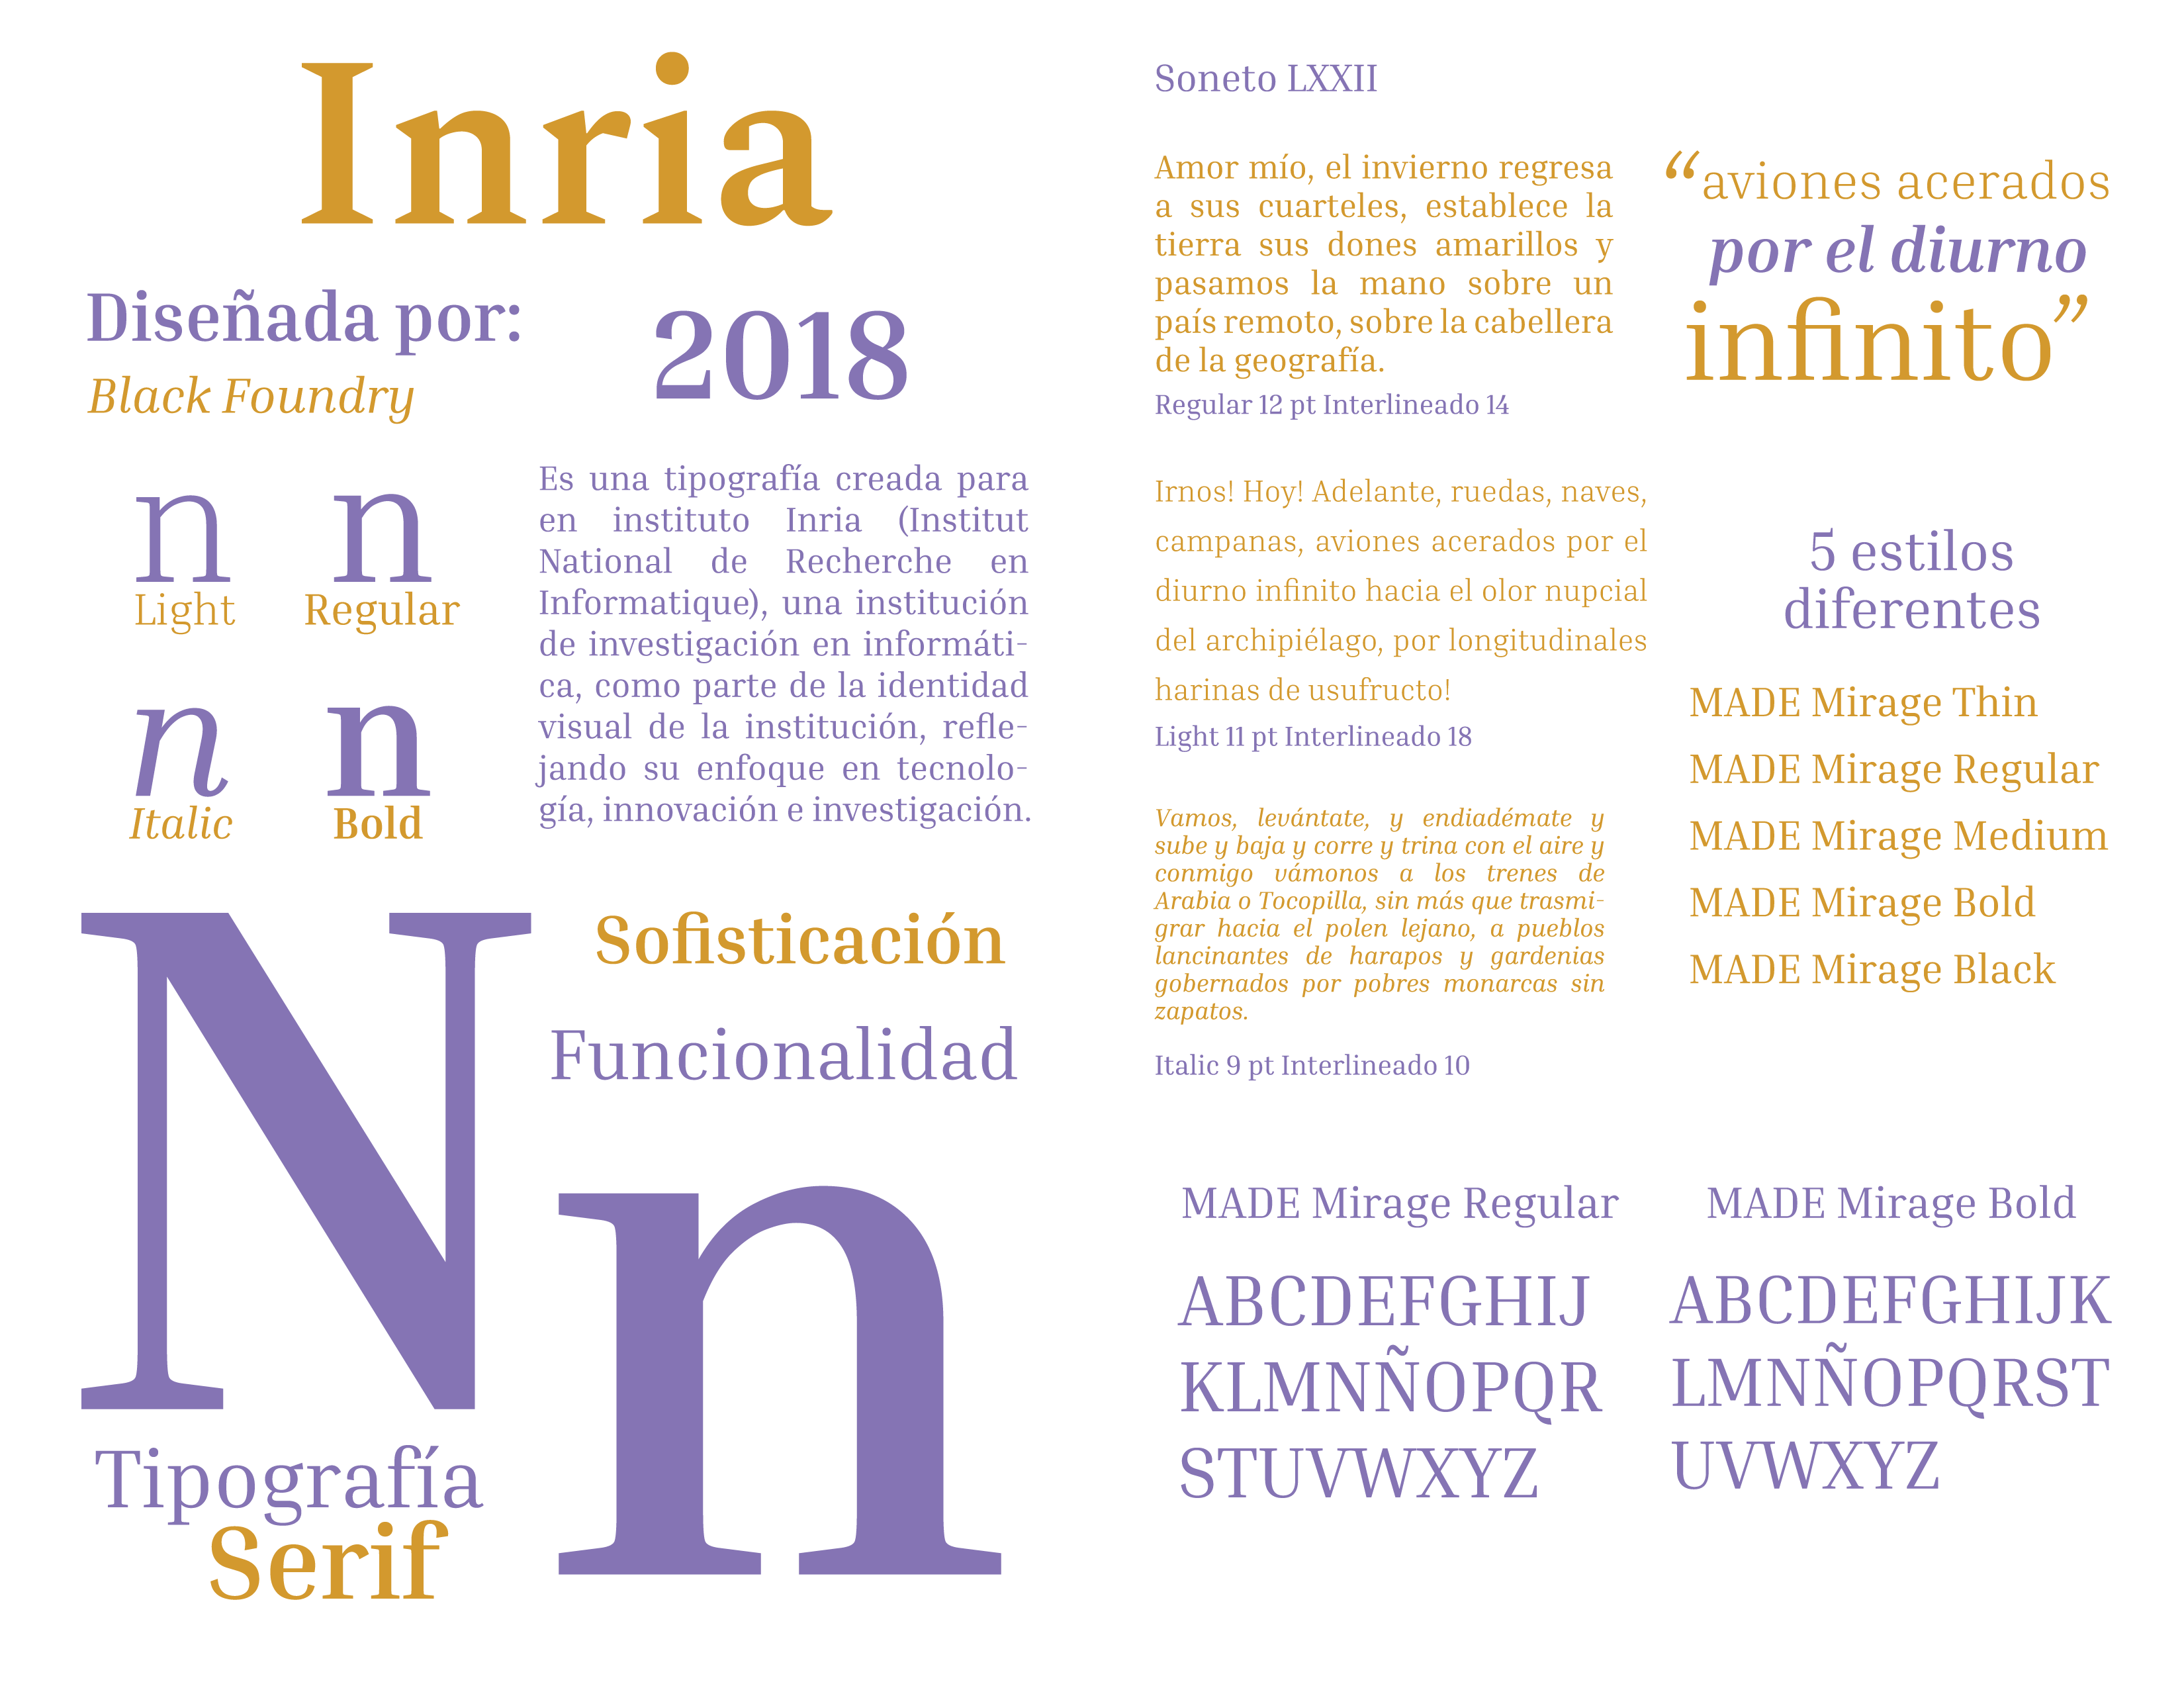 Inria
Diseñada por:
Black Foundry
2018
n
Light
n
Regular
n
Italic
n
Bold
Es una tipografía creada para
en instituto Inria (Institut
National de Recherche en
Informatique), una institución
de investigación en informáti-
ca, como parte de la identidad
visual de la institución, refle-
jando su enfoque en tecnolo-
gía, innovación e investigación.
N
n
Sofisticación
Funcionalidad
Tipografía
Serif
Soneto LXXII
Amor mío, el invierno regresa
a sus cuarteles, establece la
tierra sus dones amarillos y
pasamos la mano sobre un
país remoto, sobre la cabellera
de la geografía.
Regular 12 pt Interlineado 14
Irnos! Hoy! Adelante, ruedas, naves,
campanas, aviones acerados por el
diurno infinito hacia el olor nupcial
del archipiélago, por longitudinales
harinas de usufructo!
Light 11 pt Interlineado 18
Vamos, levántate, y endiadémate y
sube y baja y corre y trina con el aire y
conmigo vámonos a los trenes de
Arabia o Tocopilla, sin más que trasmi-
grar hacia el polen lejano, a pueblos
lancinantes de harapos y gardenias
gobernados por pobres monarcas sin
zapatos.
Italic 9 pt Interlineado 10
“aviones acerados
por el diurno
infinito”
5 estilos
diferentes
MADE Mirage Thin
MADE Mirage Regular
MADE Mirage Medium
MADE Mirage Bold
MADE Mirage Black
MADE Mirage Regular
ABCDEFGHIJ
KLMNÑOPQR
STUVWXYZ
MADE Mirage Bold
ABCDEFGHIJK
LMNÑOPQRST
UVWXYZ